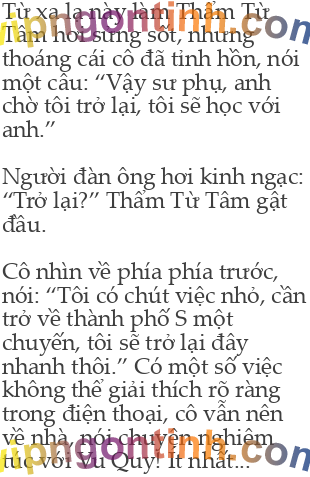 Từ xa lạ này làm Thẩm Từ
Tâm hơi sửng sốt, nhưng
thoáng cái cô đã tỉnh hồn, nói
một câu: “Vậy sư phụ, anh
chờ tôi trở lại, tôi sẽ học với
anh.”
Người đàn ông hơi kinh ngạc:
“Trở lại?” Thẩm Từ Tâm gật
đầu.
Cô nhìn về phía phía trước,
nói: “Tôi có chút việc nhỏ, cần
trở về thành phố S một
chuyến, tôi sẽ trở lại đây
nhanh thôi.” Có một số việc
không thể giải thích rõ ràng
trong điện thoại, cô vẫn nên
về nhà, nói chuyện nghiêm
túc với Vu Quy! Ít nhất...
vipngontinh.com
vipngontinh.com